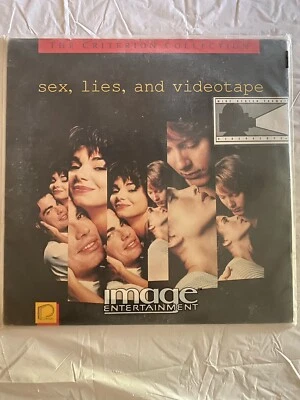 THE CRITERION COLLECTION
sex, lies, and videotape
image
ENTERTAINMENT